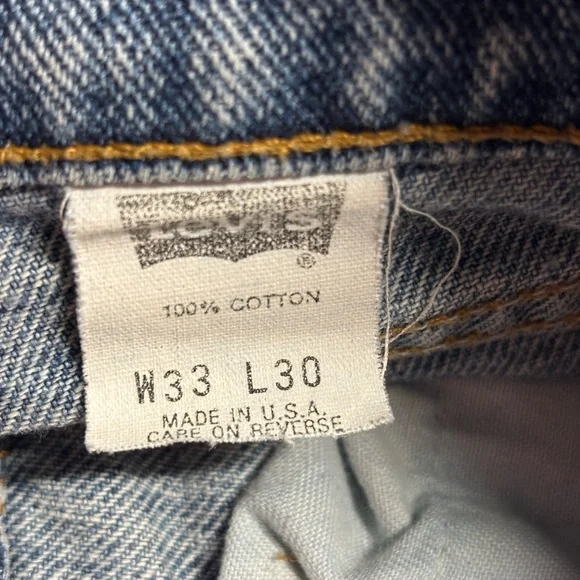 Levi's
®
100% COTTON
W33 L30
MADE IN U.S.A.
CARE ON REVERSE